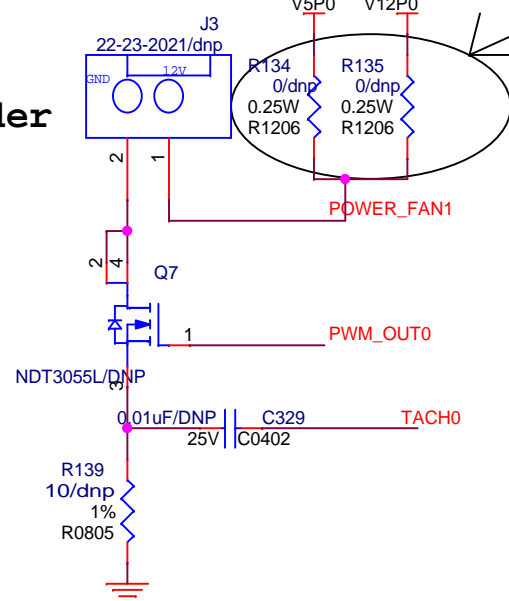 V5P0
V12P0
J3
22-23-2021/dnp
GND
12V
R134
0/dnp
0.25W
R1206
R135
0/dnp
0.25W
R1206
ler
2
1
POWER_FAN1
2
4
Q7
1
PWM_OUT0
NDT3055L/DNP
3
0.01uF/DNP
C329
TACH0
25V
C0402
R139
10/dnp
1%
R0805